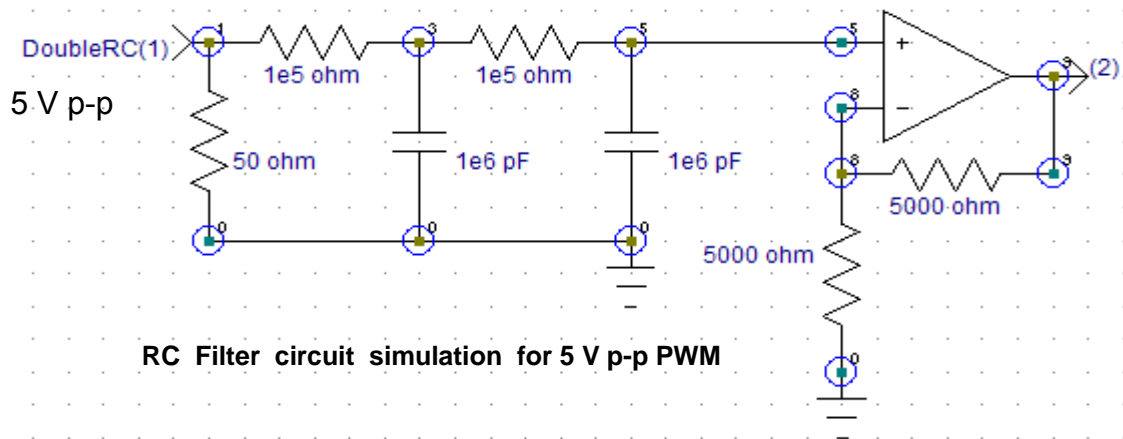 1 3 5 5
DoubleRC(1)
1e5 ohm 1e5 ohm
+
9 (2)
5 V p-p
8 −
50 ohm 1e6 pF 1e6 pF
8 9
5000 ohm
0 0 0
5000 ohm
RC Filter circuit simulation for 5 V p-p PWM
0